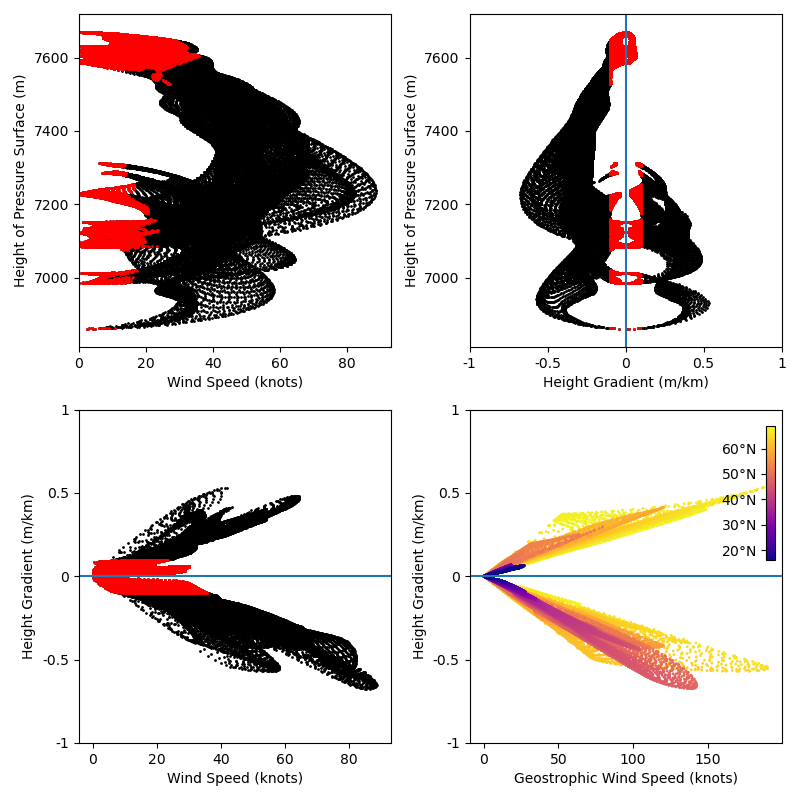 7600
7400
7200
7000
Height of Pressure Surface (m)
0
20
40
60
80
Wind Speed (knots)
7600
7400
7200
7000
Height of Pressure Surface (m)
-1
-0.5
0
0.5
1
Height Gradient (m/km)
1
0.5
0
-0.5
-1
Height Gradient (m/km)
0
20
40
60
80
Wind Speed (knots)
1
0.5
0
-0.5
-1
Height Gradient (m/km)
60°N
50°N
40°N
30°N
20°N
0
50
100
150
Geostrophic Wind Speed (knots)